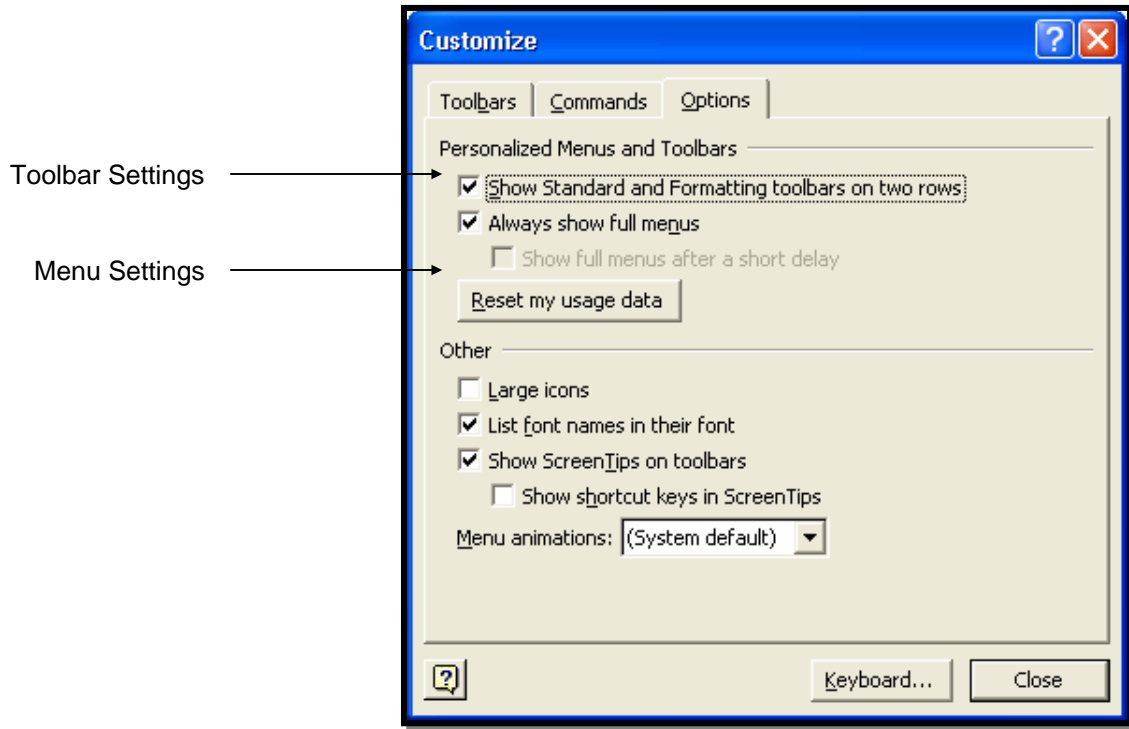 Customize
Toolbars Commands Options
Personalized Menus and Toolbars
Toolbar Settings
Show Standard and Formatting toolbars on two rows
Always show full menus
Show full menus after a short delay
Menu Settings
Reset my usage data
Other
Large icons
List font names in their font
Show ScreenTips on toolbars
Show shortcut keys in ScreenTips
Menu animations: (System default)
Keyboard... Close